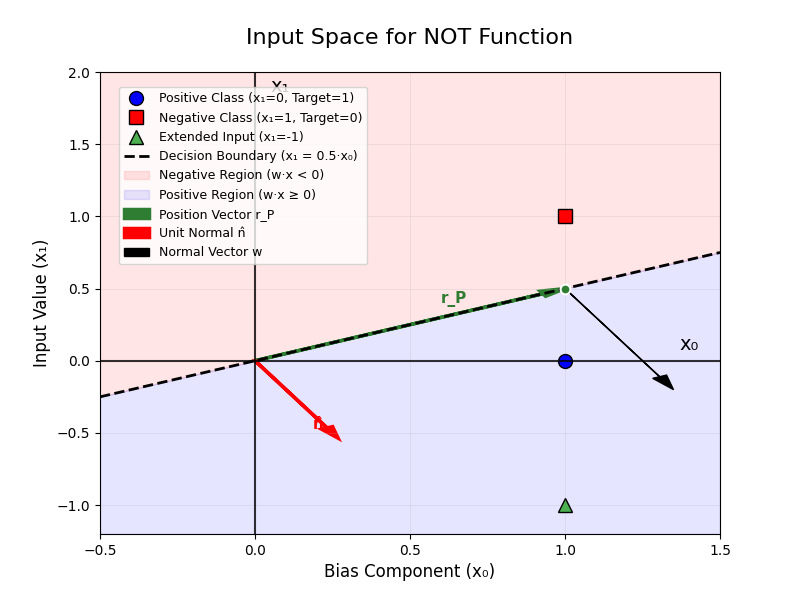 Input Space for NOT Function
x₁
Positive Class (x₁=0, Target=1)
Negative Class (x₁=1, Target=0)
Extended Input (x₁=-1)
Decision Boundary (x₁ = 0.5·x₀)
Negative Region (w·x < 0)
Positive Region (w·x ≥ 0)
Position Vector r_P
Unit Normal n̂
Normal Vector w
r_P
x₀
n̂
2.0
1.5
1.0
0.5
0.0
−0.5
−1.0
Input Value (x₁)
−0.5
0.0
0.5
1.0
1.5
Bias Component (x₀)